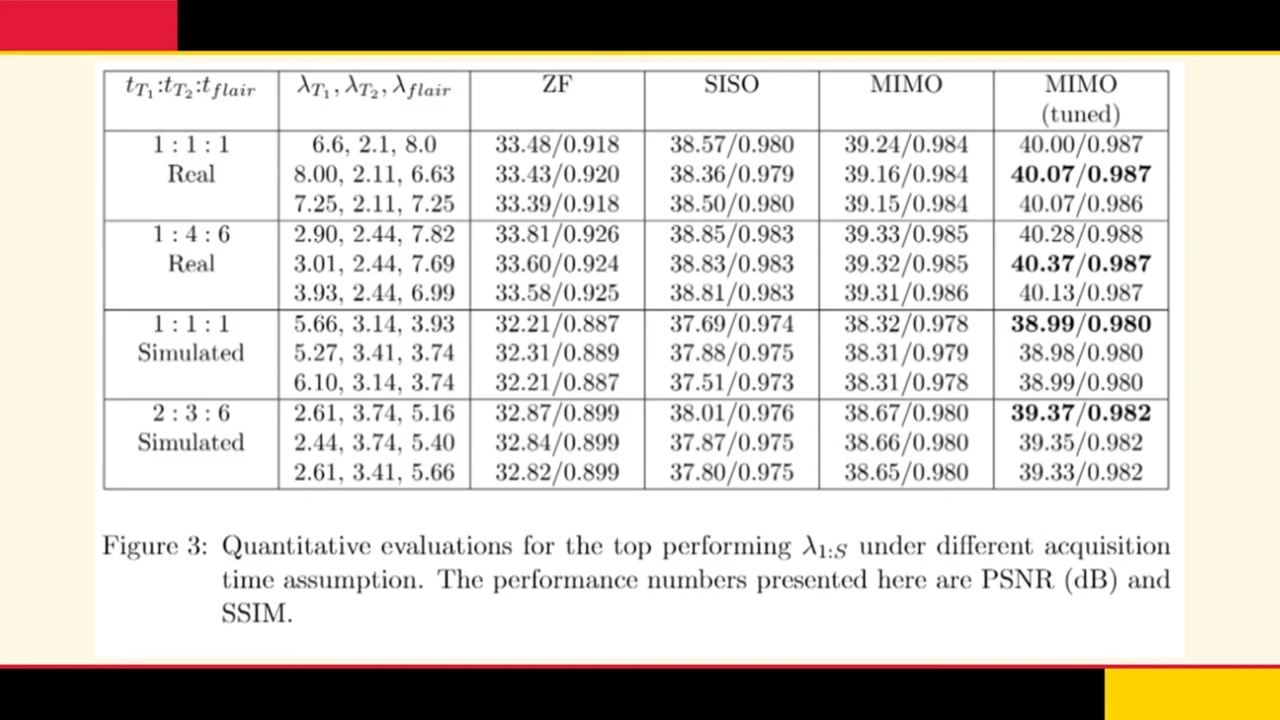 t_{T_1}:t_{T_2}:t_{flair} λ_{T_1}, λ_{T_2}, λ_{flair} ZF SISO MIMO MIMO
(tuned)
1 : 1 : 1 6.6, 2.1, 8.0 33.48/0.918 38.57/0.980 39.24/0.984 40.00/0.987
Real 8.00, 2.11, 6.63 33.43/0.920 38.36/0.979 39.16/0.984 40.07/0.987
7.25, 2.11, 7.25 33.39/0.918 38.50/0.980 39.15/0.984 40.07/0.986
1 : 4 : 6 2.90, 2.44, 7.82 33.81/0.926 38.85/0.983 39.33/0.985 40.28/0.988
Real 3.01, 2.44, 7.69 33.60/0.924 38.83/0.983 39.32/0.985 40.37/0.987
3.93, 2.44, 6.99 33.58/0.925 38.81/0.983 39.31/0.986 40.13/0.987
1 : 1 : 1 5.66, 3.14, 3.93 32.21/0.887 37.69/0.974 38.32/0.978 38.99/0.980
Simulated 5.27, 3.41, 3.74 32.31/0.889 37.88/0.975 38.31/0.979 38.98/0.980
6.10, 3.14, 3.74 32.21/0.887 37.51/0.973 38.31/0.978 38.99/0.980
2 : 3 : 6 2.61, 3.74, 5.16 32.87/0.899 38.01/0.976 38.67/0.980 39.37/0.982
Simulated 2.44, 3.74, 5.40 32.84/0.899 37.87/0.975 38.66/0.980 39.35/0.982
2.61, 3.41, 5.66 32.82/0.899 37.80/0.975 38.65/0.980 39.33/0.982
Figure 3: Quantitative evaluations for the top performing λ_{1:S} under different acquisition
time assumption. The performance numbers presented here are PSNR (dB) and
SSIM.